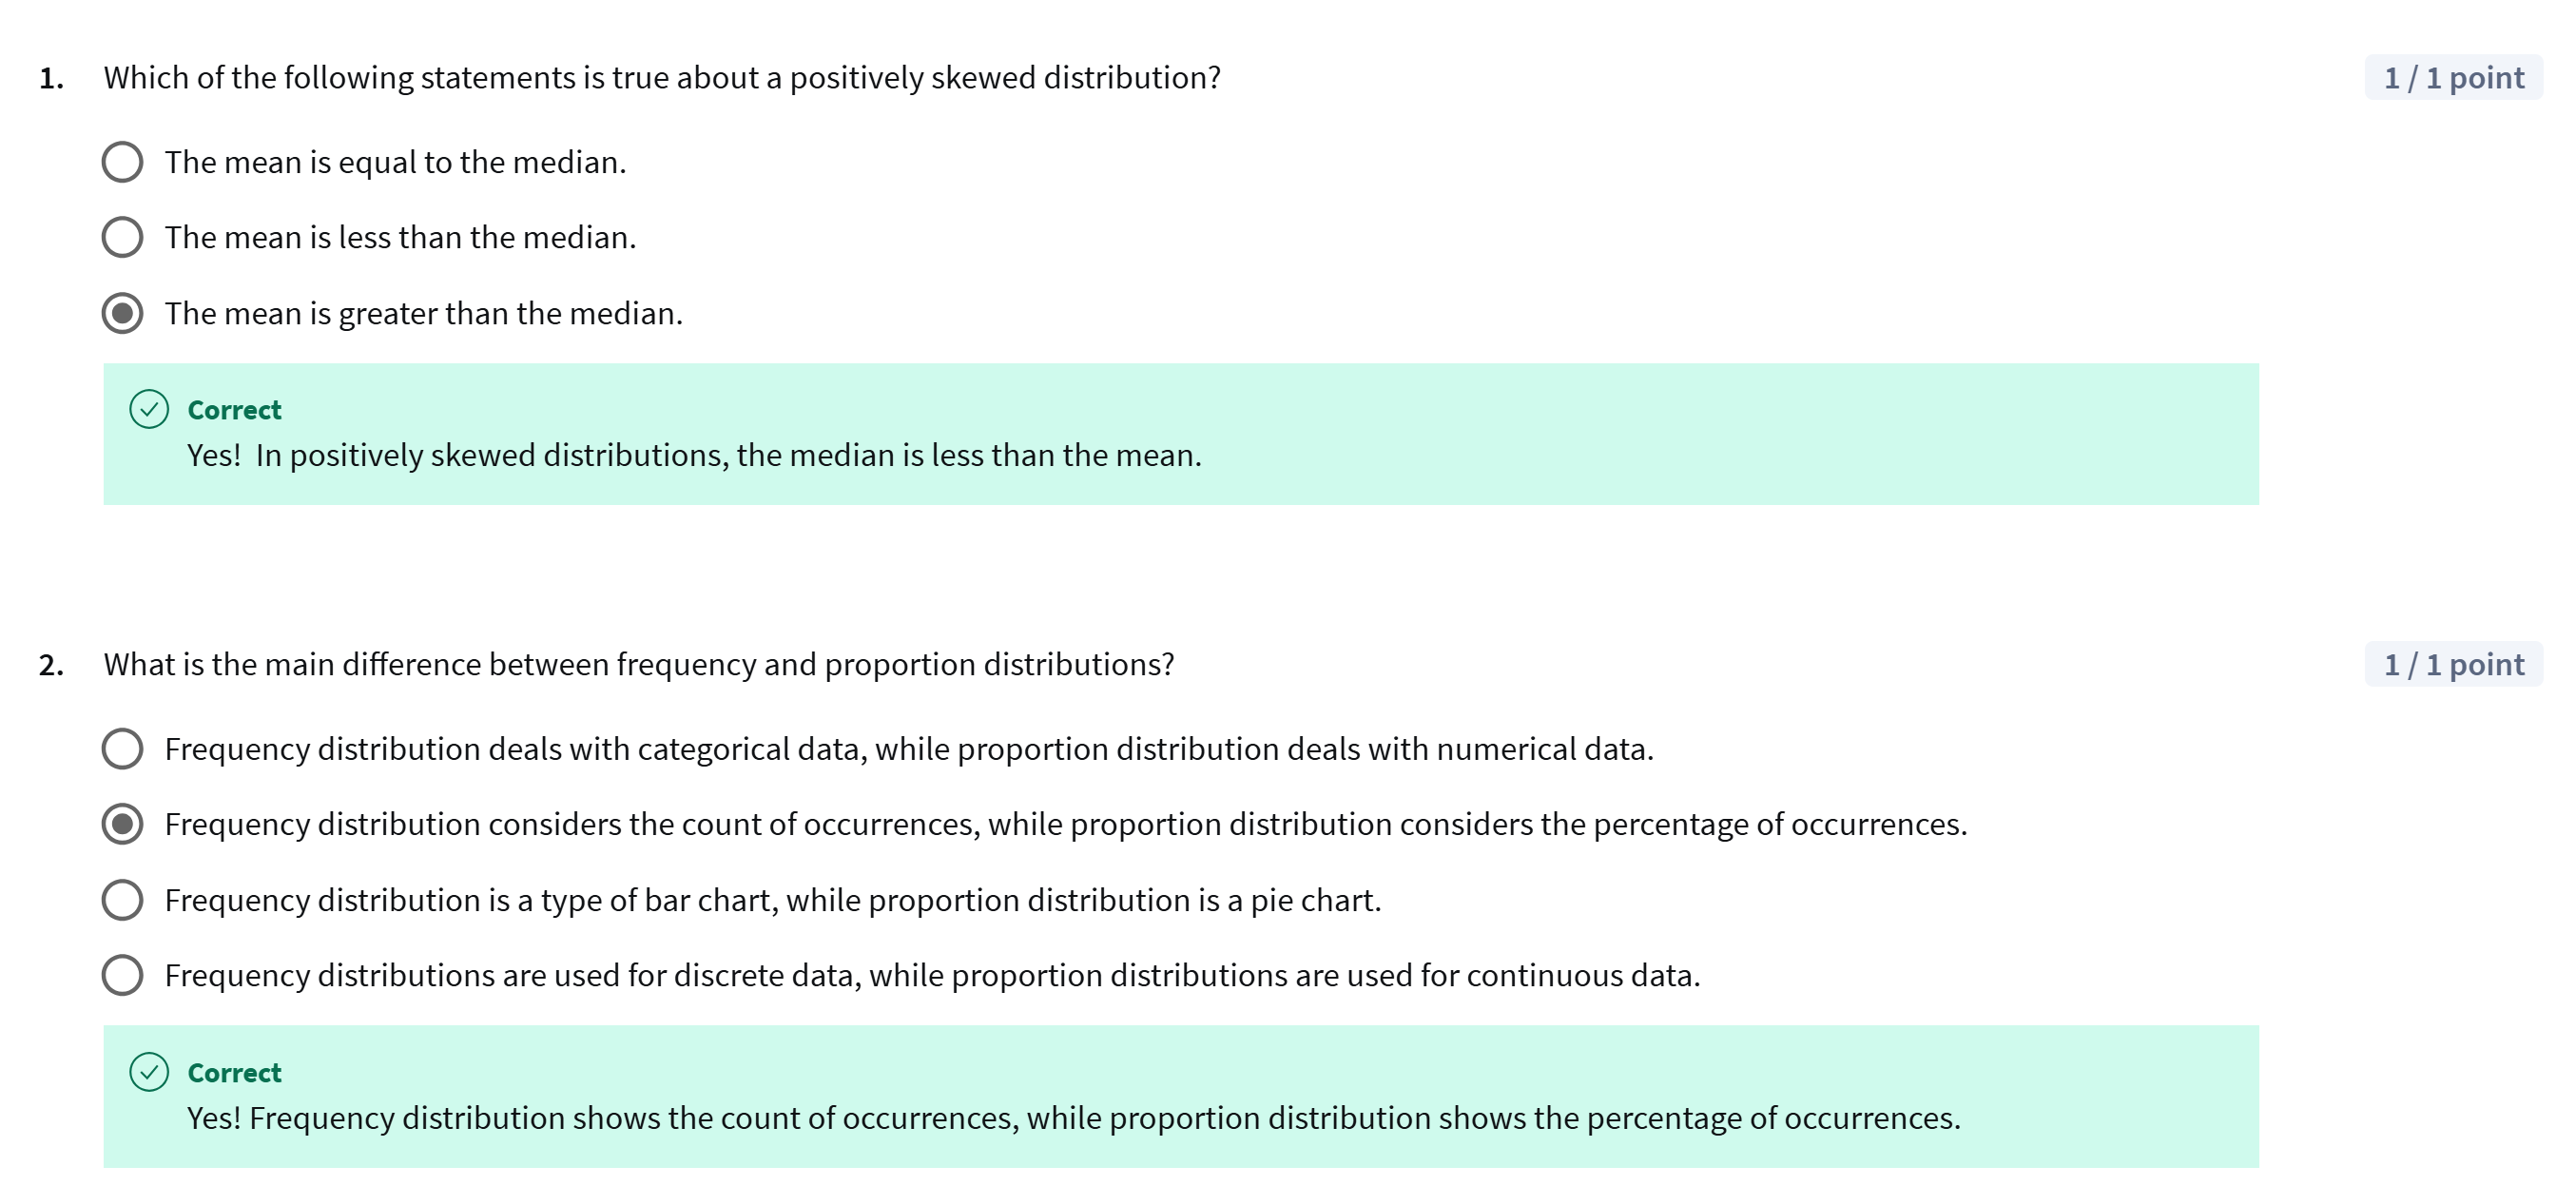 1. Which of the following statements is true about a positively skewed distribution?
1 / 1 point
The mean is equal to the median.
The mean is less than the median.
The mean is greater than the median.
Correct
Yes!  In positively skewed distributions, the median is less than the mean.
2. What is the main difference between frequency and proportion distributions?
1 / 1 point
Frequency distribution deals with categorical data, while proportion distribution deals with numerical data.
Frequency distribution considers the count of occurrences, while proportion distribution considers the percentage of occurrences.
Frequency distribution is a type of bar chart, while proportion distribution is a pie chart.
Frequency distributions are used for discrete data, while proportion distributions are used for continuous data.
Correct
Yes! Frequency distribution shows the count of occurrences, while proportion distribution shows the percentage of occurrences.